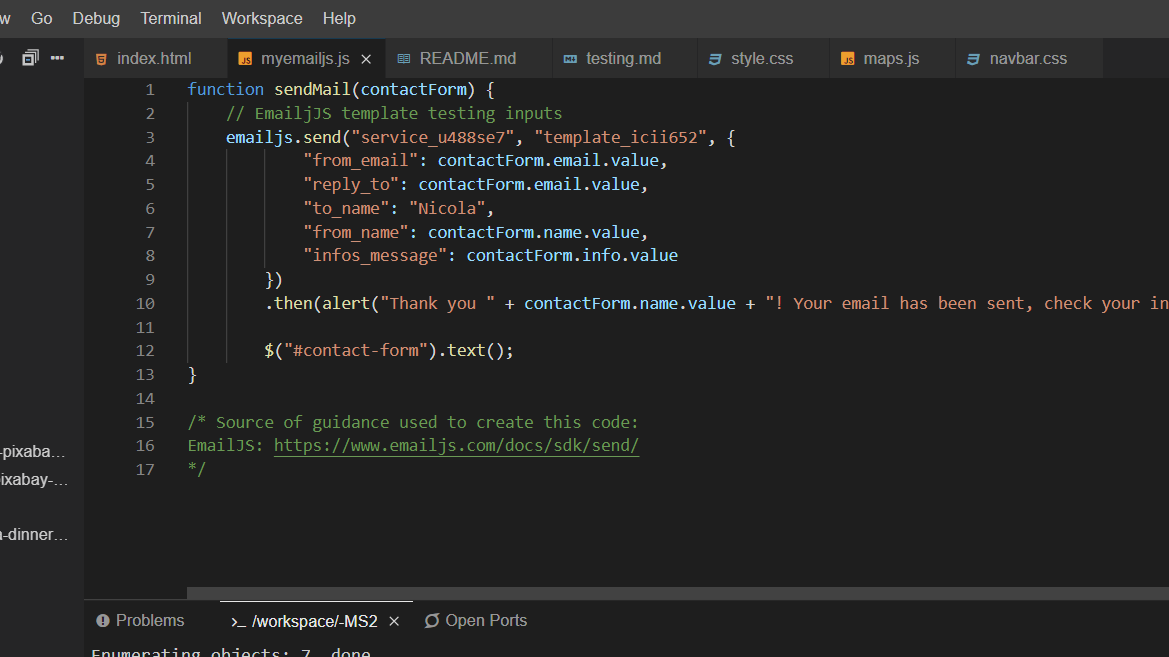 w Go Debug Terminal Workspace Help
index.html myemailjs.js README.md testing.md style.css maps.js navbar.css
1 function sendMail(contactForm) {
2 // EmailjJS template testing inputs
3 emailjs.send("service_u488se7", "template_icii652", {
4 "from_email": contactForm.email.value,
5 "reply_to": contactForm.email.value,
6 "to_name": "Nicola",
7 "from_name": contactForm.name.value,
8 "infos_message": contactForm.info.value
9 })
10 .then(alert("Thank you " + contactForm.name.value + "! Your email has been sent, check your in
11
12 $("#contact-form").text();
13 }
14
15 /* Source of guidance used to create this code:
16 EmailJS: https://www.emailjs.com/docs/sdk/send/
17 */
-pixaba...
ixabay-...
a-dinner...
Problems >_ /workspace/-MS2 Open Ports
Enumerating objects: 7, done.